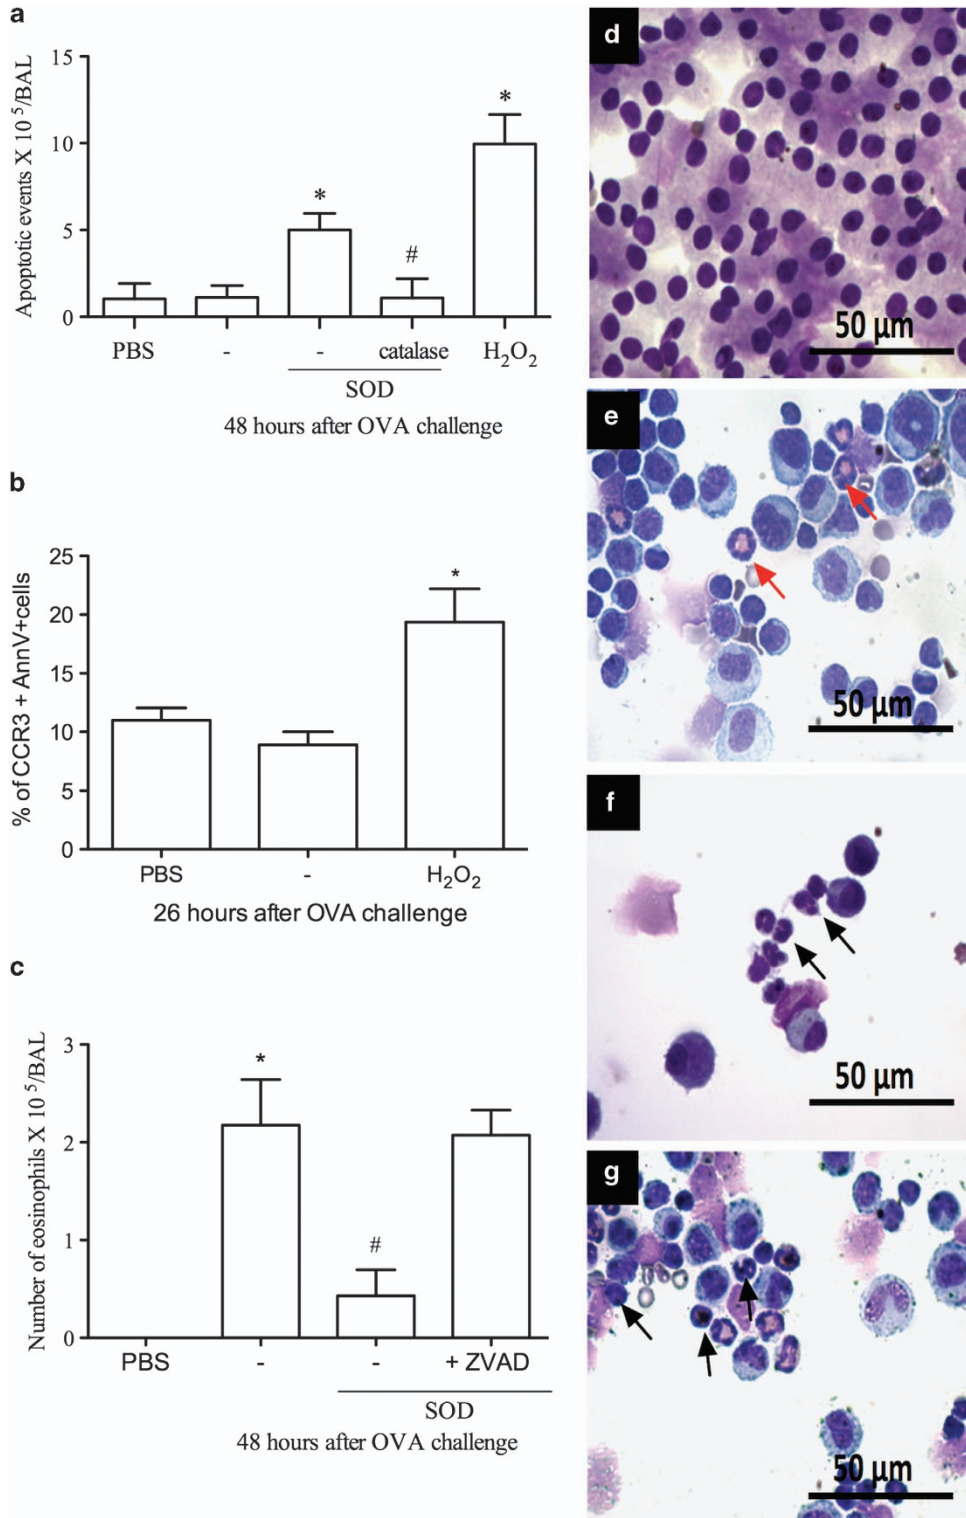 a
Apoptotic events X 10 5/BAL
15
10
5
0
*
#
*
PBS
-
-
catalase
H2O2
SOD
48 hours after OVA challenge
b
% of CCR3 + AnnV+cells
25
20
15
10
5
0
*
PBS
-
H2O2
26 hours after OVA challenge
c
Number of eosinophils X 10 5/BAL
3
2
1
0
*
#
PBS
-
-
+ ZVAD
SOD
48 hours after OVA challenge
d
50 µm
e
50 µm
f
50 µm
g
50 µm